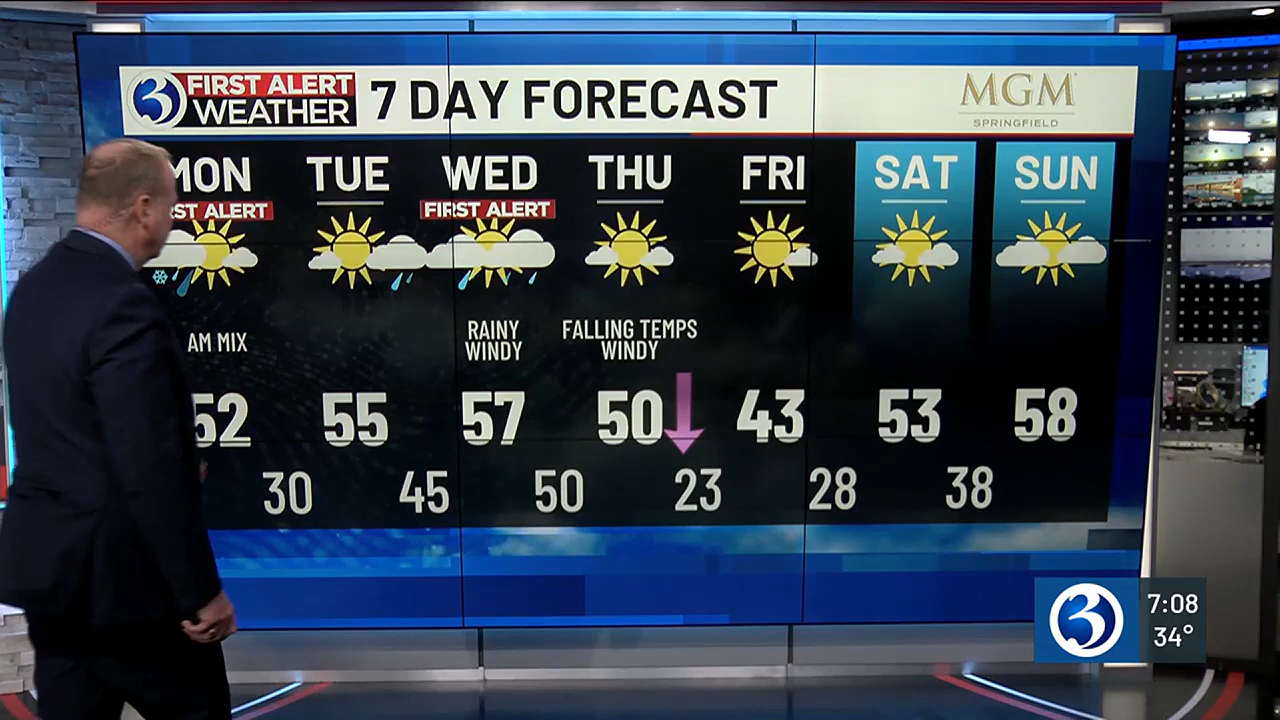 3 FIRST ALERT WEATHER
7 DAY FORECAST
MGM
SPRINGFIELD
MON TUE WED THU FRI SAT SUN
RST ALERT FIRST ALERT
AM MIX
RAINY WINDY
FALLING TEMPS WINDY
52 55 57 50 43 53 58
30 45 50 23 28 38
3
7:08
34°